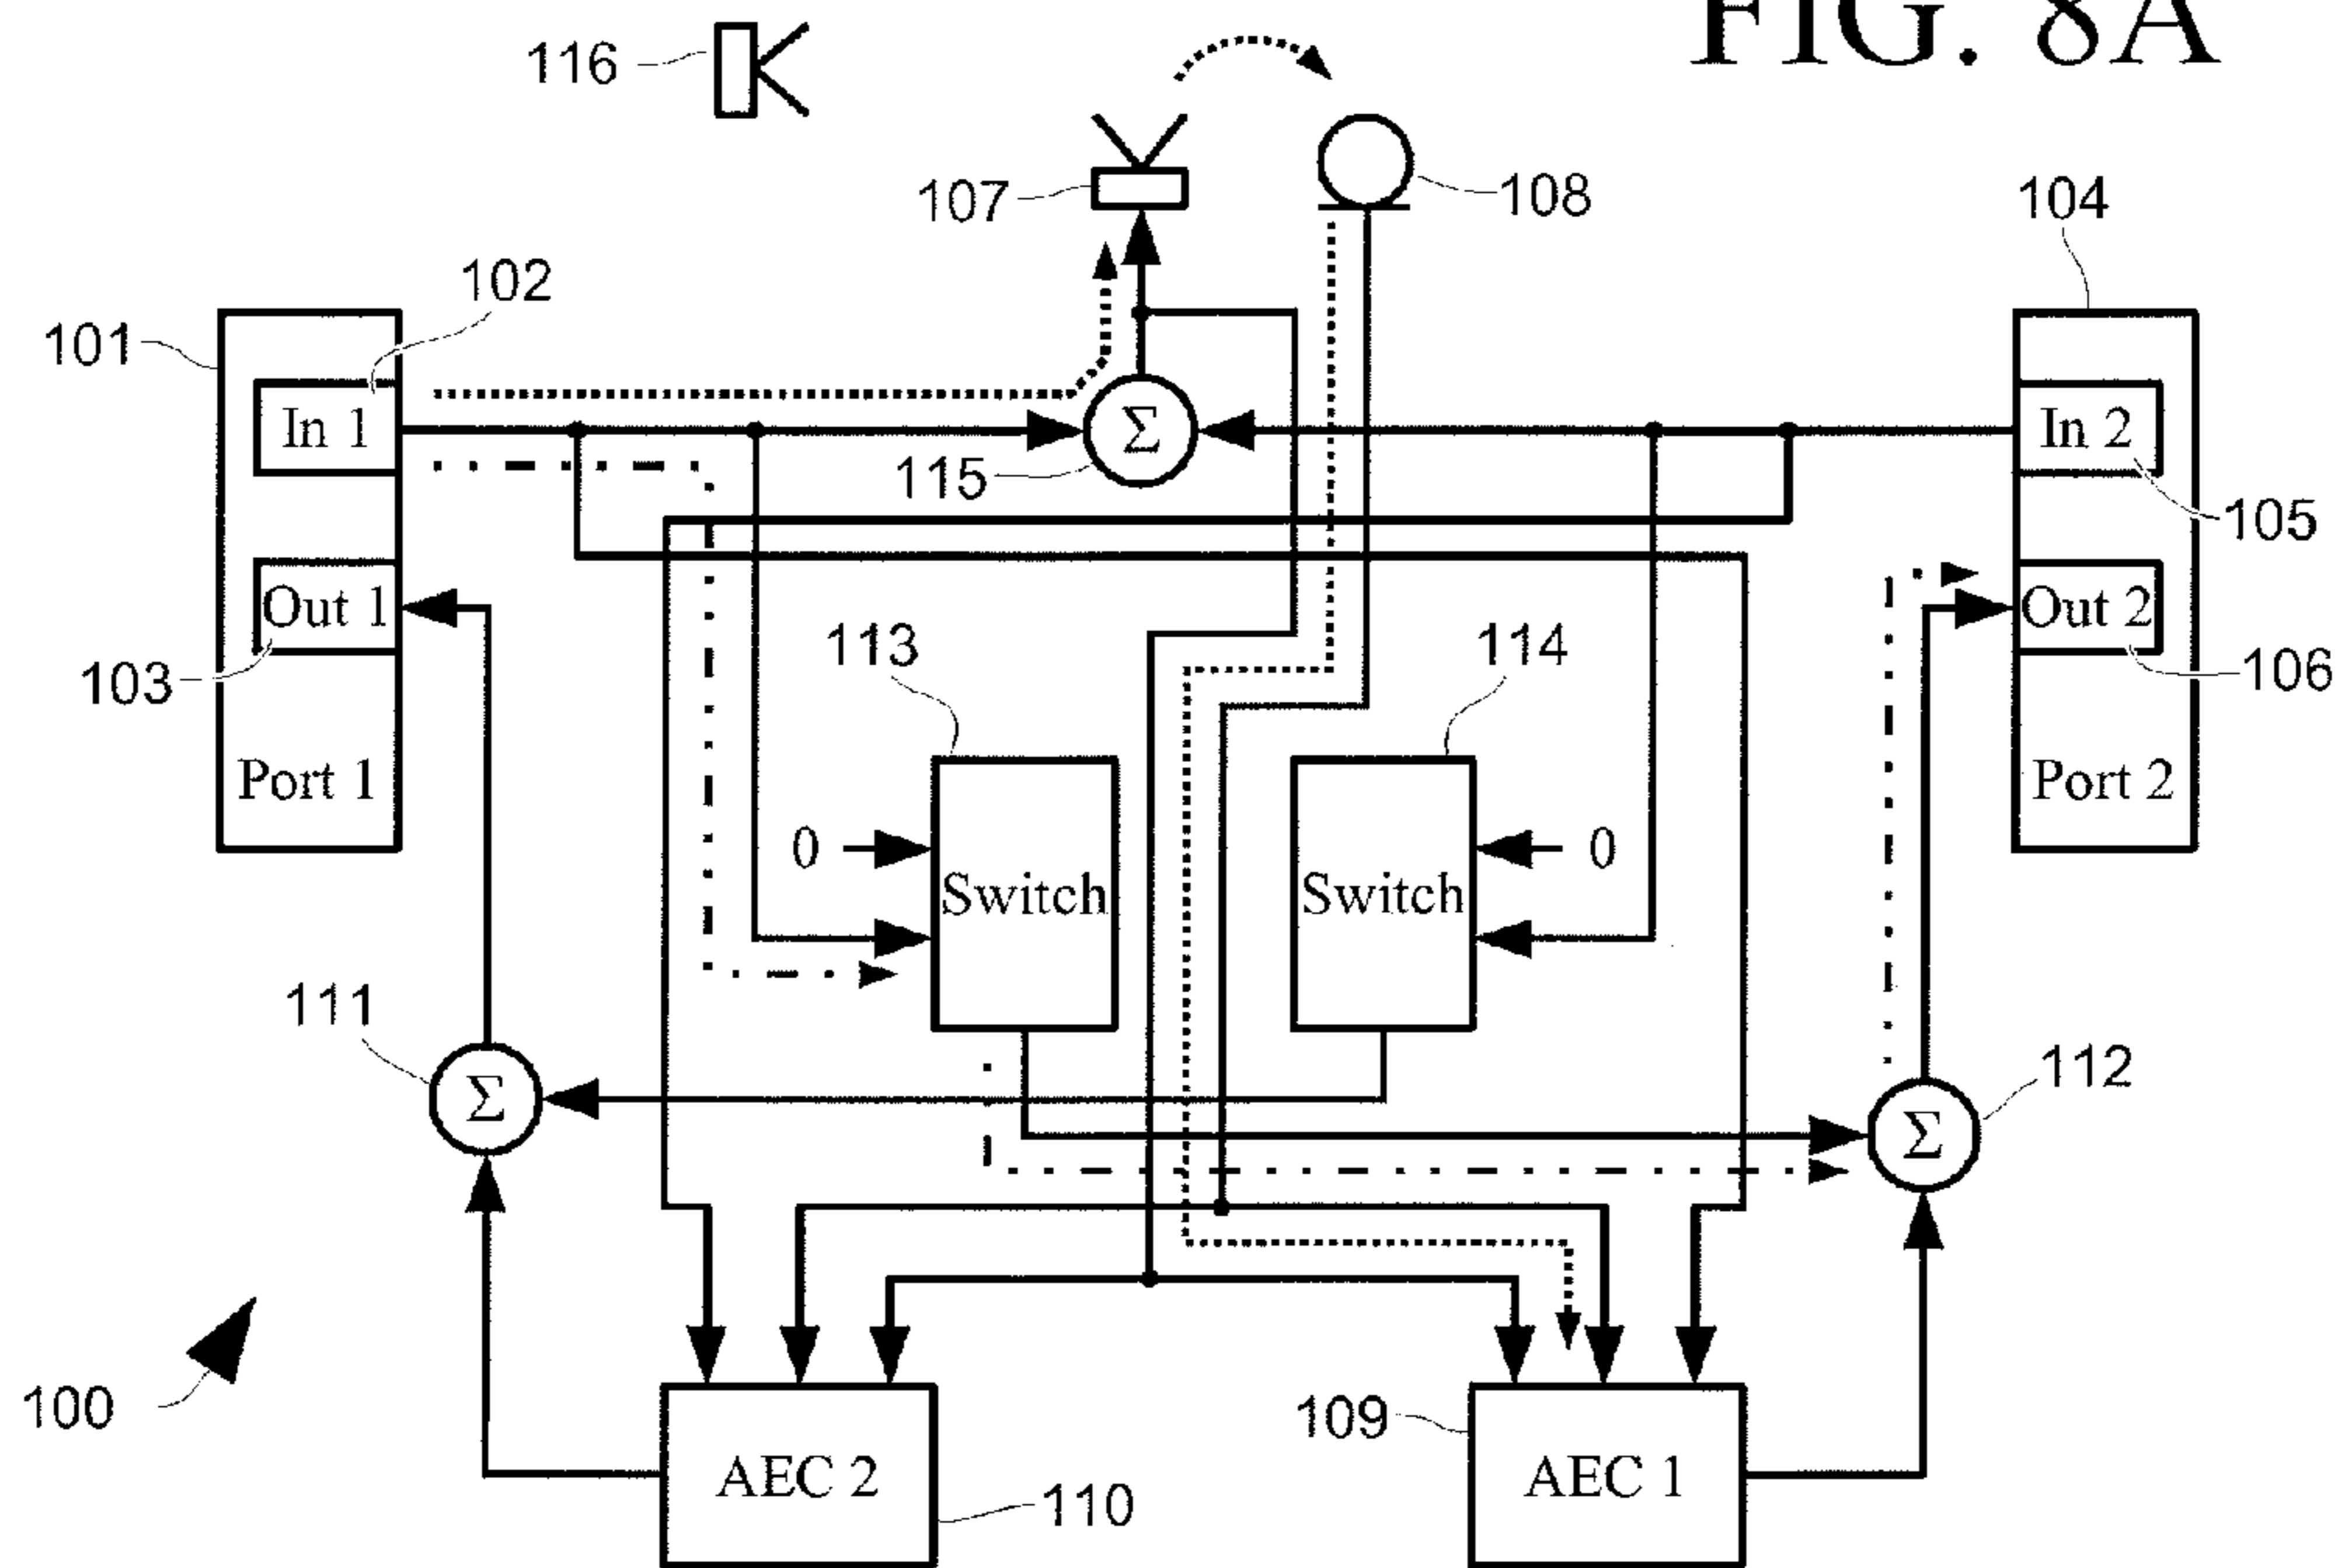 FIG. 8A
116
107
108
104
102
101
In 1
Σ
In 2
115
105
Out 1
Out 2
113
114
103
106
Port 1
Port 2
0
0
Switch
Switch
111
112
Σ
Σ
100
109
AEC 2
AEC 1
110